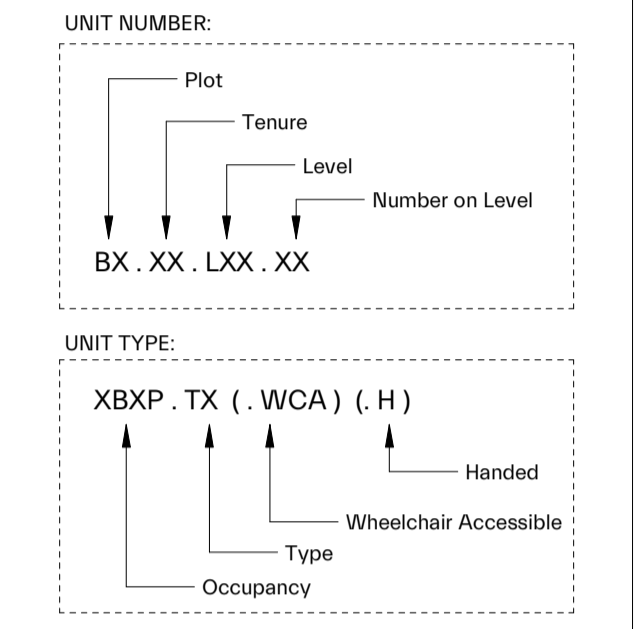 UNIT NUMBER:
Plot
Tenure
Level
Number on Level
BX . XX . LXX . XX
UNIT TYPE:
XBXP . TX ( . WCA ) (. H )
Handed
Wheelchair Accessible
Type
Occupancy